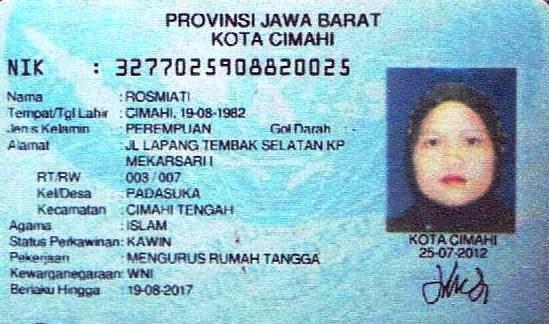 PROVINSI JAWA BARAT
KOTA CIMAHI
NIK : 3277025908820025
Nama : ROSMIATI
Tempat/Tgl Lahir : CIMAHI, 19-08-1982
Jenis Kelamin : PEREMPUAN Gol Darah : -
Alamat : JL LAPANG TEMBAK SELATAN KP
MEKARSARI I
RT/RW : 003 / 007
Kel/Desa : PADASUKA
Kecamatan : CIMAHI TENGAH
Agama : ISLAM
Status Perkawinan: KAWIN
Pekerjaan : MENGURUS RUMAH TANGGA
Kewarganegaraan: WNI
Berlaku Hingga : 19-08-2017
KOTA CIMAHI
25-07-2012